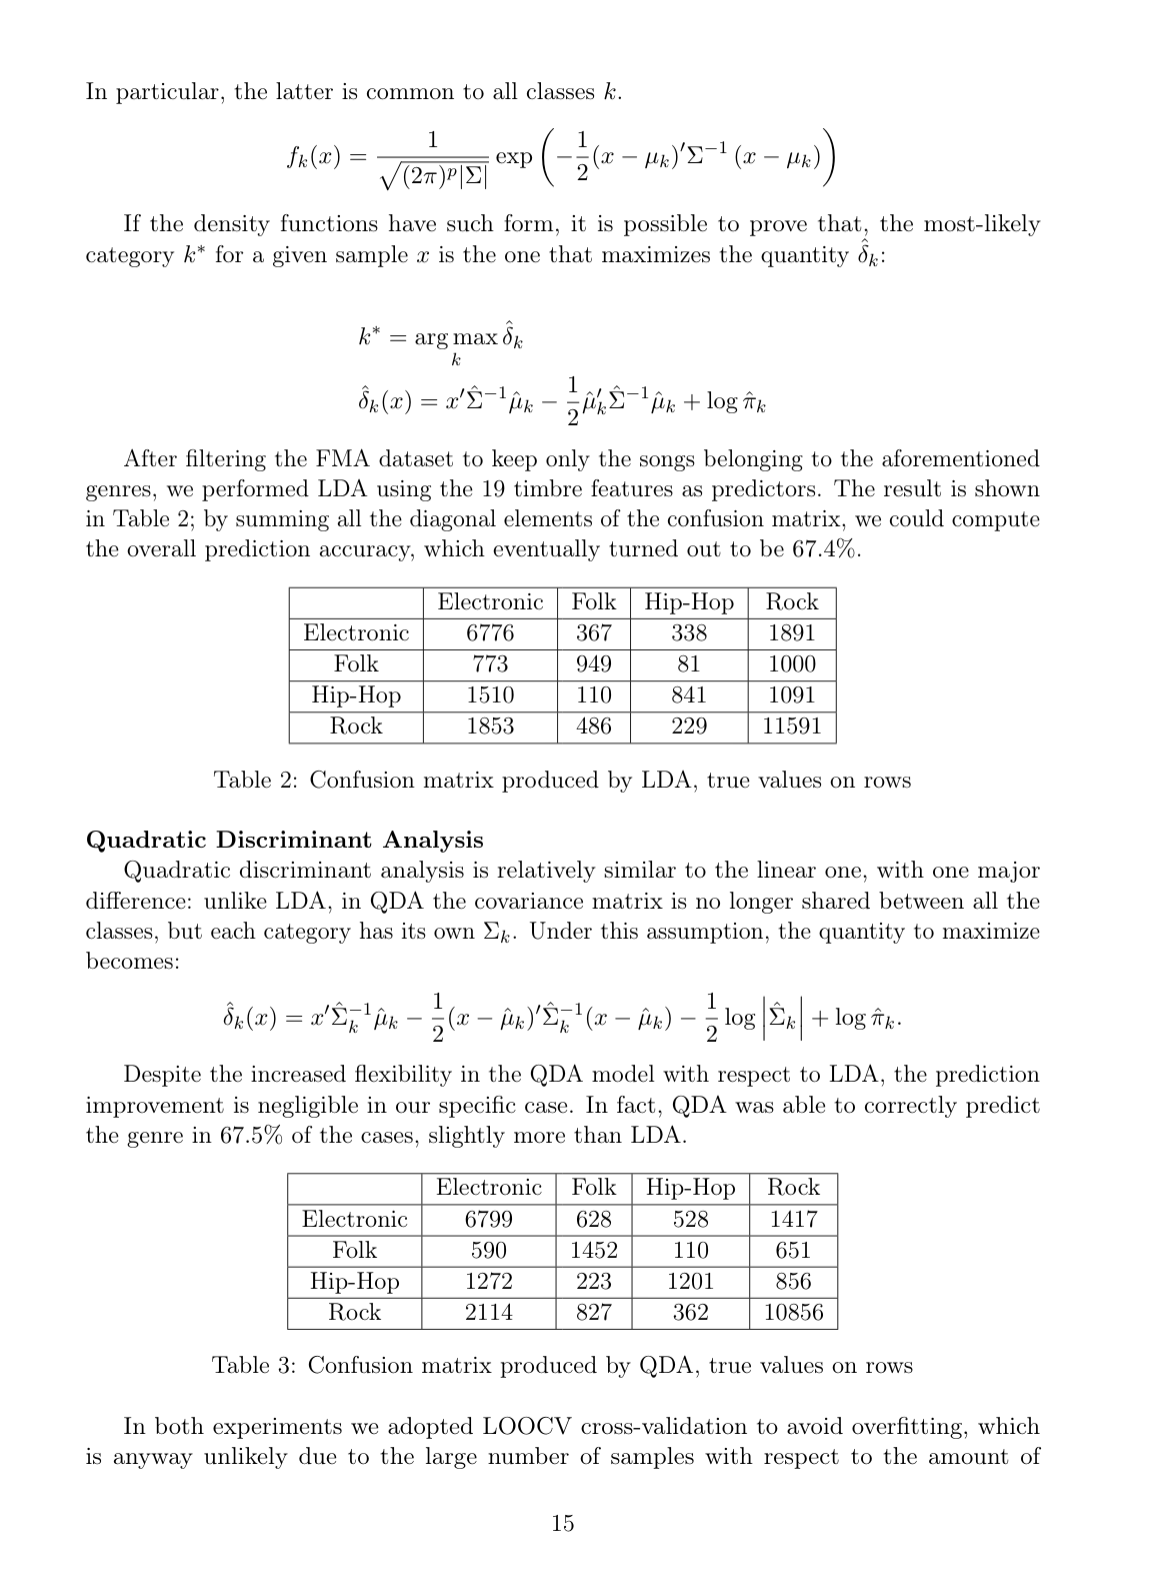 In particular, the latter is common to all classes k.
f_k(x) = \frac{1}{\sqrt{(2\pi)^p|\Sigma|}} \exp\left(-\frac{1}{2}(x - \mu_k)'\Sigma^{-1}(x - \mu_k)\right)
If the density functions have such form, it is possible to prove that, the most-likely
category k* for a given sample x is the one that maximizes the quantity \hat{\delta}_k:
k^* = \arg\max_k \hat{\delta}_k
\hat{\delta}_k(x) = x'\hat{\Sigma}^{-1}\hat{\mu}_k - \frac{1}{2}\hat{\mu}_k'\hat{\Sigma}^{-1}\hat{\mu}_k + \log\hat{\pi}_k
After filtering the FMA dataset to keep only the songs belonging to the aforementioned
genres, we performed LDA using the 19 timbre features as predictors. The result is shown
in Table 2; by summing all the diagonal elements of the confusion matrix, we could compute
the overall prediction accuracy, which eventually turned out to be 67.4%.
Electronic Folk Hip-Hop Rock
Electronic 6776 367 338 1891
Folk 773 949 81 1000
Hip-Hop 1510 110 841 1091
Rock 1853 486 229 11591
Table 2: Confusion matrix produced by LDA, true values on rows
Quadratic Discriminant Analysis
Quadratic discriminant analysis is relatively similar to the linear one, with one major
difference: unlike LDA, in QDA the covariance matrix is no longer shared between all the
classes, but each category has its own \Sigma_k. Under this assumption, the quantity to maximize
becomes:
\hat{\delta}_k(x) = x'\hat{\Sigma}_k^{-1}\hat{\mu}_k - \frac{1}{2}(x - \hat{\mu}_k)'\hat{\Sigma}_k^{-1}(x - \hat{\mu}_k) - \frac{1}{2}\log\left|\hat{\Sigma}_k\right| + \log\hat{\pi}_k.
Despite the increased flexibility in the QDA model with respect to LDA, the prediction
improvement is negligible in our specific case. In fact, QDA was able to correctly predict
the genre in 67.5% of the cases, slightly more than LDA.
Electronic Folk Hip-Hop Rock
Electronic 6799 628 528 1417
Folk 590 1452 110 651
Hip-Hop 1272 223 1201 856
Rock 2114 827 362 10856
Table 3: Confusion matrix produced by QDA, true values on rows
In both experiments we adopted LOOCV cross-validation to avoid overfitting, which
is anyway unlikely due to the large number of samples with respect to the amount of
15